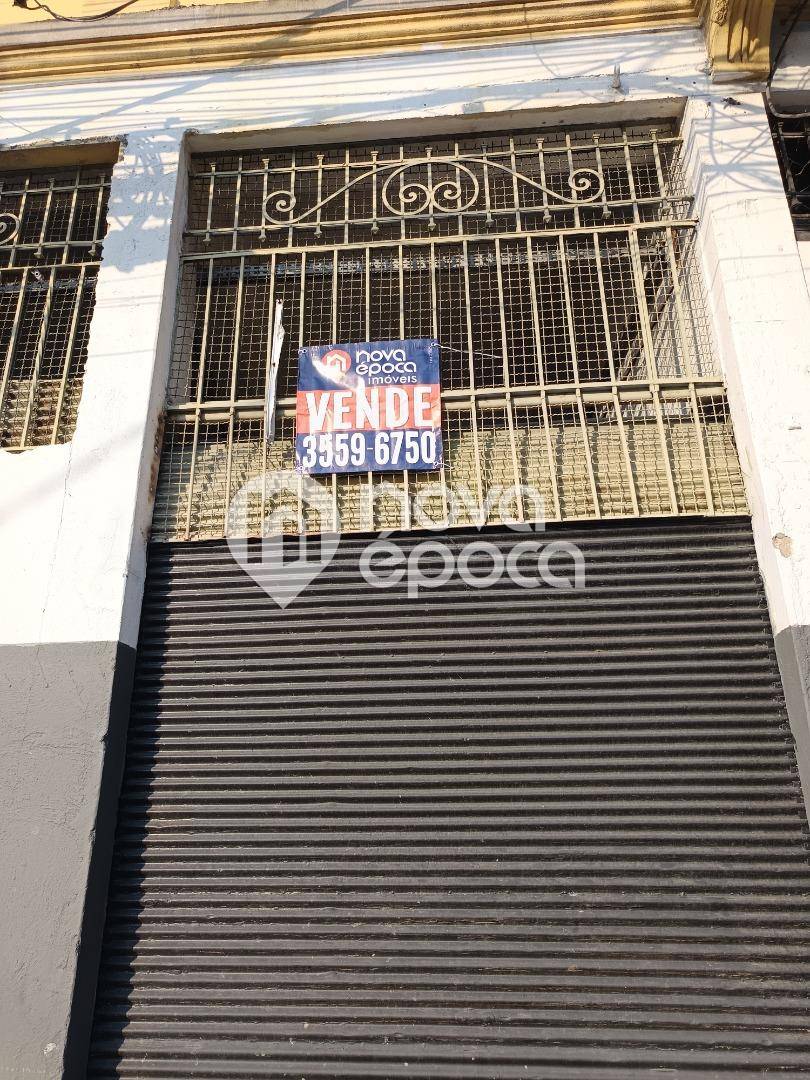 nova
época
imóveis
VENDE
3559-6750
nova
época